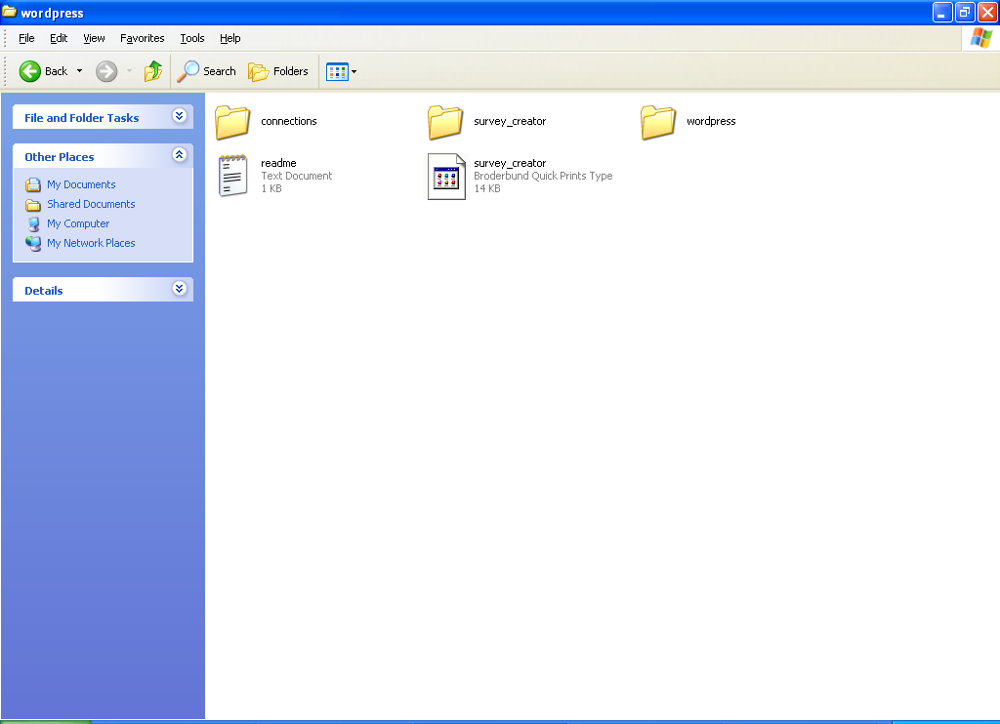 wordpress
File Edit View Favorites Tools Help
Back Search Folders
File and Folder Tasks
Other Places
My Documents
Shared Documents
My Computer
My Network Places
Details
connections
survey_creator
wordpress
readme
Text Document
1 KB
survey_creator
Broderbund Quick Prints Type
14 KB